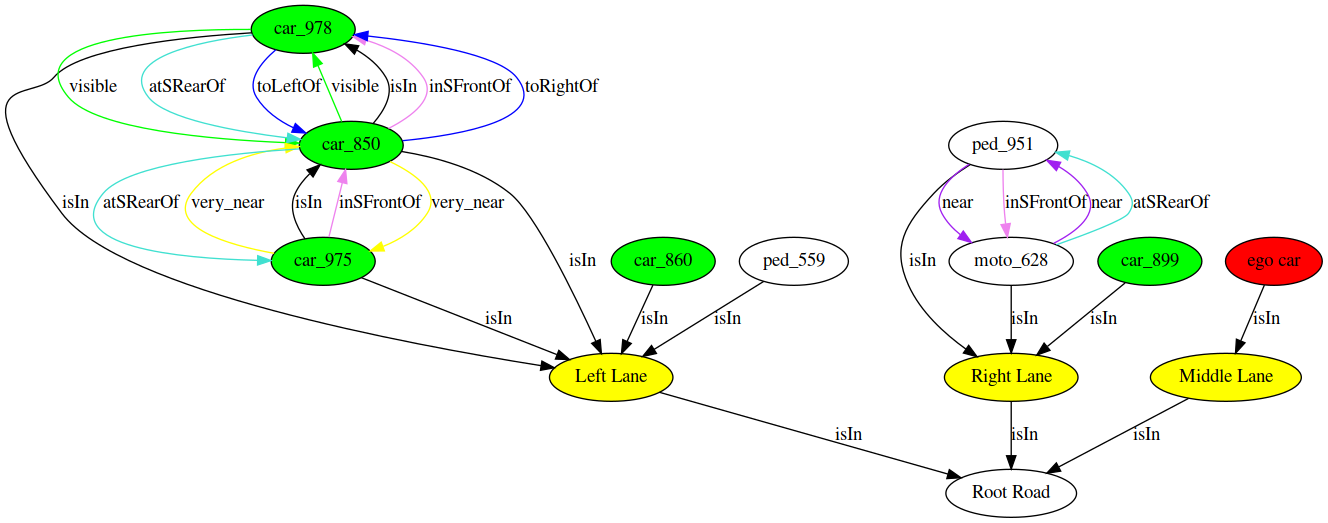 car_978
visible
atSRearOf
toLeftOf
visible
isIn
inSFrontOf
toRightOf
car_850
ped_951
isIn
atSRearOf
very_near
isIn
inSFrontOf
very_near
near
inSFrontOf
near
atSRearOf
car_975
isIn
car_860
ped_559
isIn
moto_628
car_899
ego car
isIn
isIn
isIn
isIn
isIn
isIn
Left Lane
Right Lane
Middle Lane
isIn
isIn
isIn
Root Road